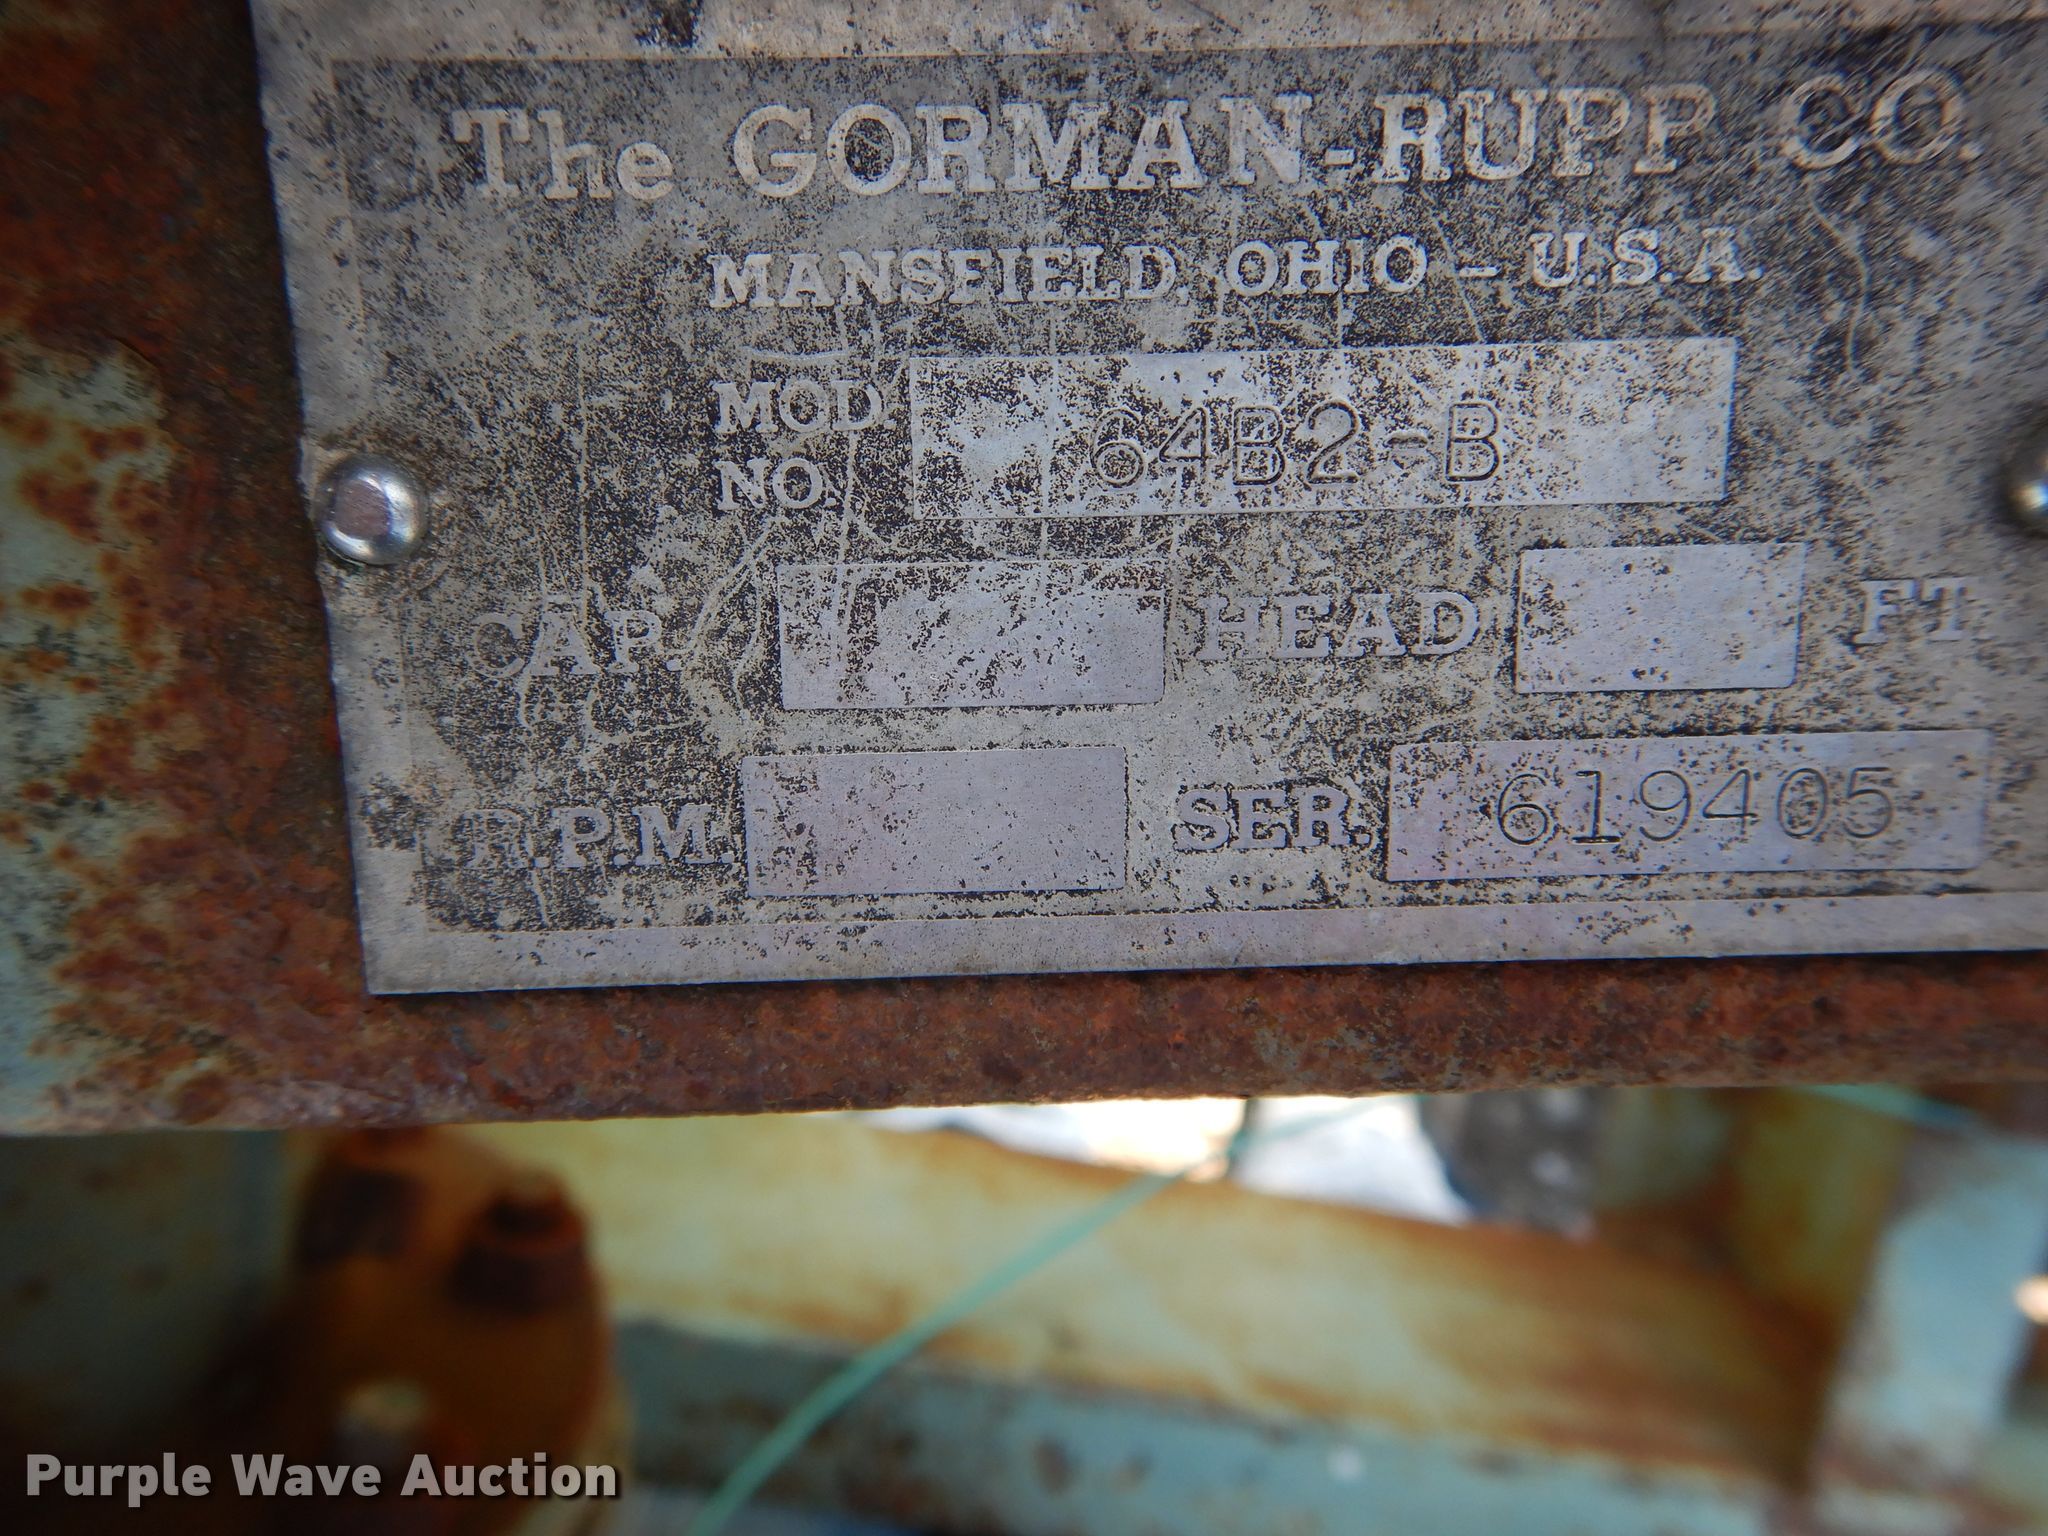 The GORMAN-RUPP CO.
MANSFIELD, OHIO - U.S.A.
MOD. NO. 64B2-B
CAP. HEAD FT.
R.P.M. SER. 619405
Purple Wave Auction